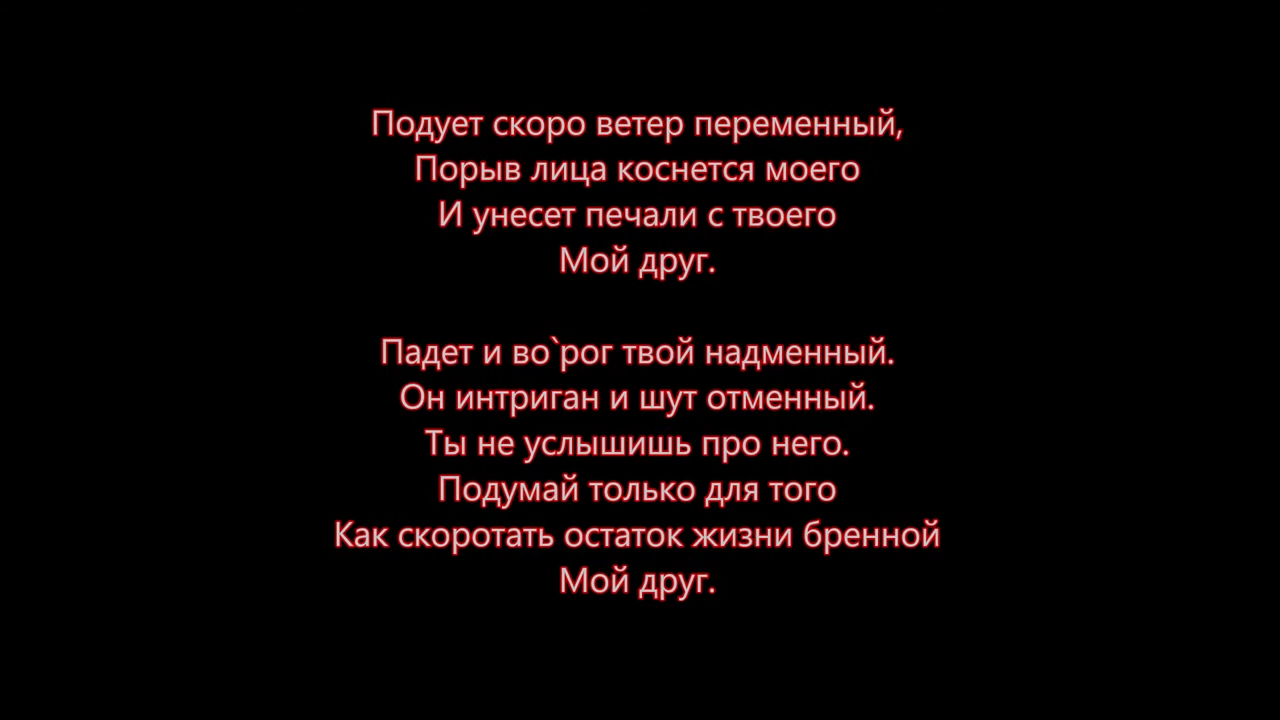 Подует скоро ветер переменный,
Порыв лица коснется моего
И унесет печали с твоего
Мой друг.
Падет и во`рог твой надменный.
Он интриган и шут отменный.
Ты не услышишь про него.
Подумай только для того
Как скоротать остаток жизни бренной
Мой друг.